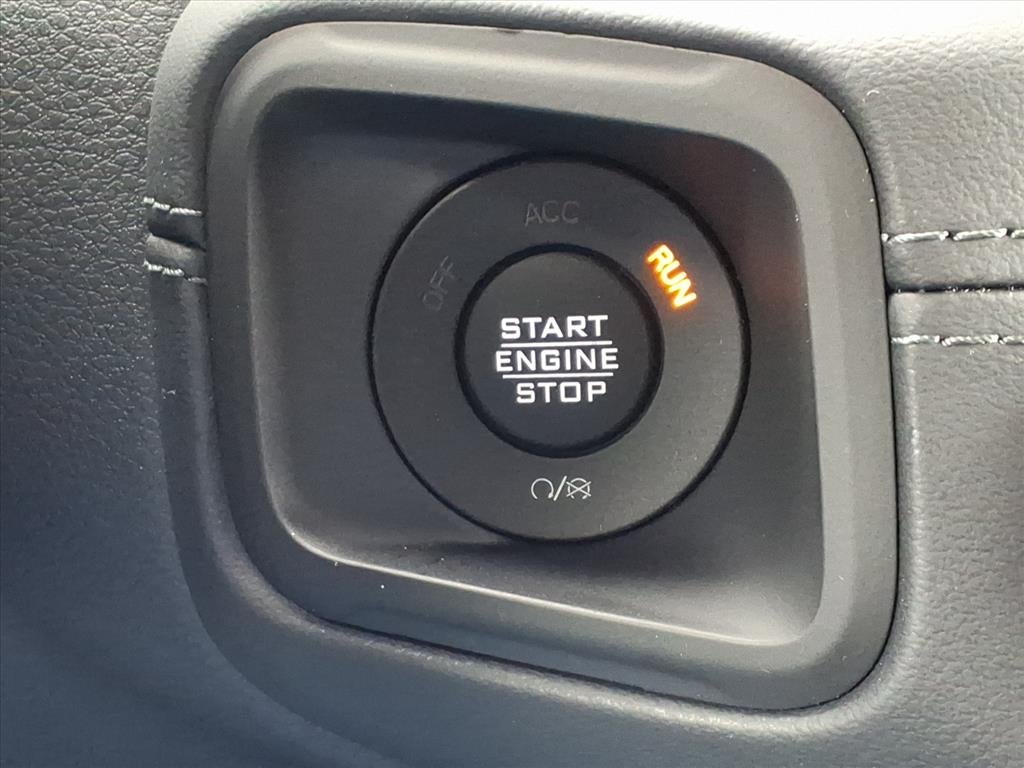 ACC
OFF
RUN
START
ENGINE
STOP